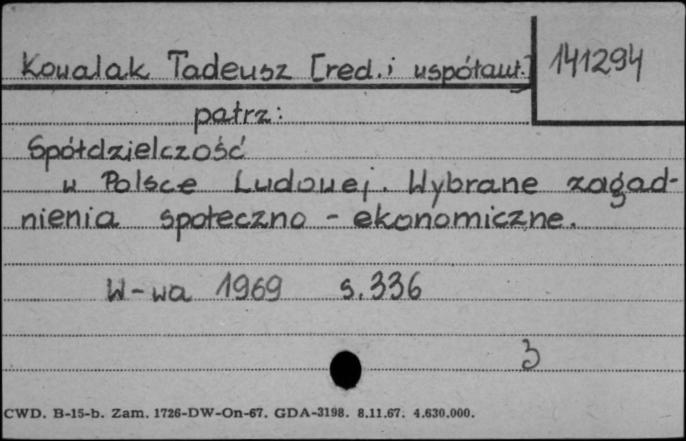 Kowalak Tadeusz [red. i współaut.]
141294
patrz:
Spółdzielczość
w Polsce Ludowej. Wybrane zagad-
nienia społeczno - ekonomiczne.
W-wa 1969 s. 336
3
CWD. B-15-b. Zam. 1726-DW-On-67. GDA-3198. 8.11.67. 4.630.000.